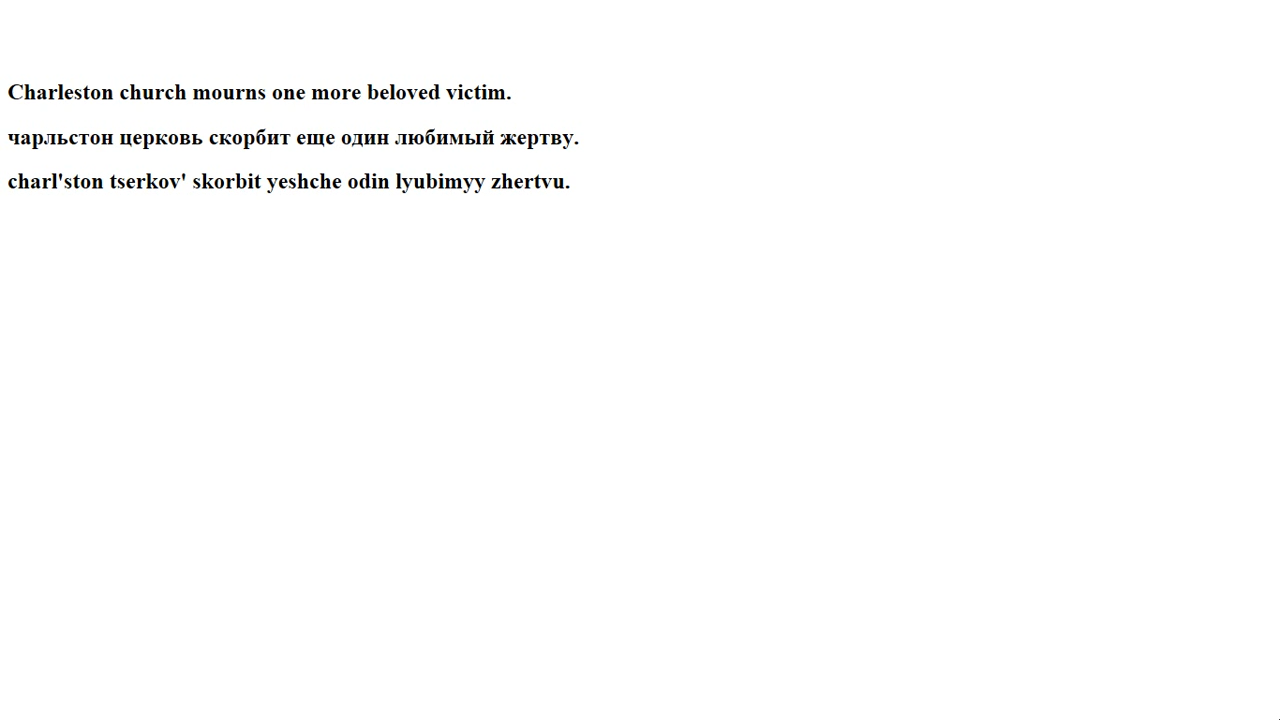 Charleston church mourns one more beloved victim.
чарльстон церковь скорбит еще один любимый жертву.
charl'ston tserkov' skorbit yeshche odin lyubimyy zhertvu.